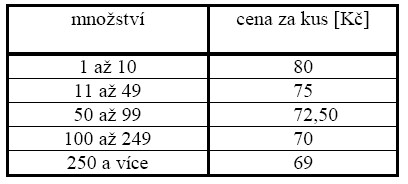 množství cena za kus [Kč]
1 až 10 80
11 až 49 75
50 až 99 72,50
100 až 249 70
250 a více 69